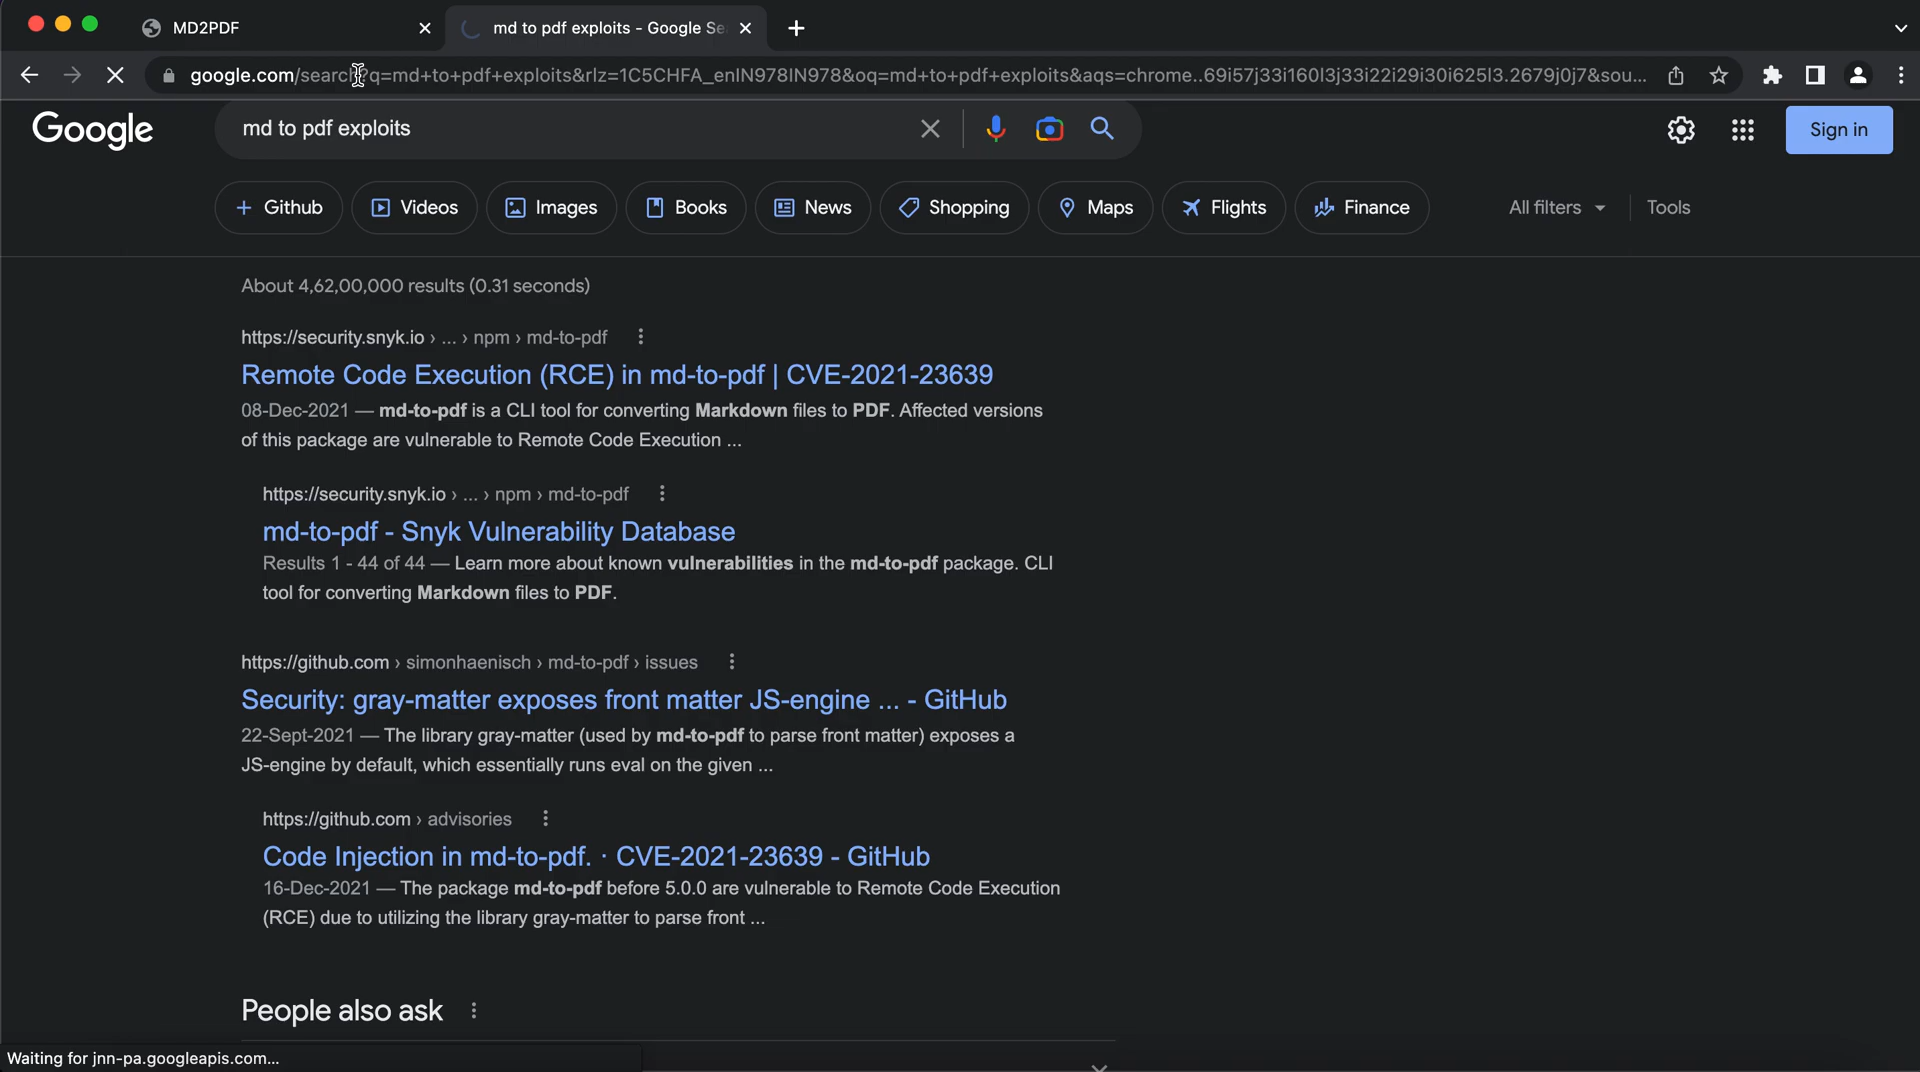 MD2PDF
md to pdf exploits - Google Se
google.com/search?q=md+to+pdf+exploits&rlz=1C5CHFA_enIN978IN978&oq=md+to+pdf+exploits&aqs=chrome..69i57j33i160l3j33i22i29i30i625l3.2679j0j7&sou...
Google
md to pdf exploits
Sign in
Github
Videos
Images
Books
News
Shopping
Maps
Flights
Finance
All filters
Tools
About 4,62,00,000 results (0.31 seconds)
https://security.snyk.io › ... › npm › md-to-pdf
Remote Code Execution (RCE) in md-to-pdf | CVE-2021-23639
08-Dec-2021 — md-to-pdf is a CLI tool for converting Markdown files to PDF. Affected versions
of this package are vulnerable to Remote Code Execution ...
https://security.snyk.io › ... › npm › md-to-pdf
md-to-pdf - Snyk Vulnerability Database
Results 1 - 44 of 44 — Learn more about known vulnerabilities in the md-to-pdf package. CLI
tool for converting Markdown files to PDF.
https://github.com › simonhaenisch › md-to-pdf › issues
Security: gray-matter exposes front matter JS-engine ... - GitHub
22-Sept-2021 — The library gray-matter (used by md-to-pdf to parse front matter) exposes a
JS-engine by default, which essentially runs eval on the given ...
https://github.com › advisories
Code Injection in md-to-pdf. · CVE-2021-23639 - GitHub
16-Dec-2021 — The package md-to-pdf before 5.0.0 are vulnerable to Remote Code Execution
(RCE) due to utilizing the library gray-matter to parse front ...
People also ask
Waiting for jnn-pa.googleapis.com...